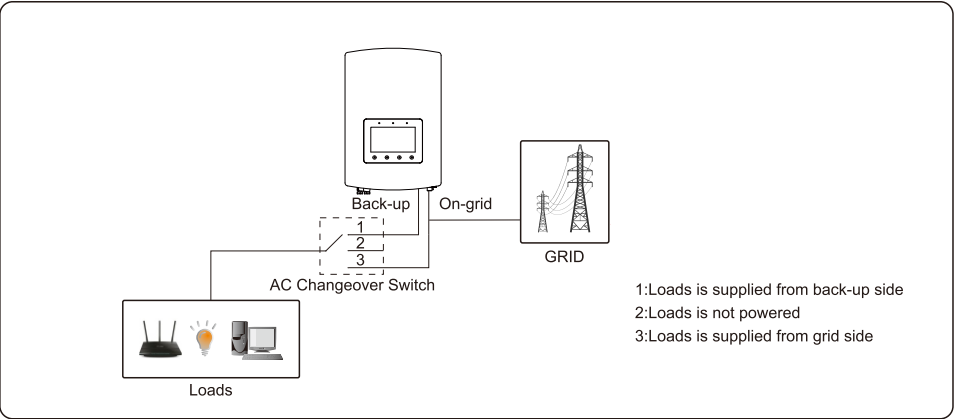 Back-up
On-grid
1
2
3
AC Changeover Switch
GRID
1:Loads is supplied from back-up side
2:Loads is not powered
3:Loads is supplied from grid side
Loads